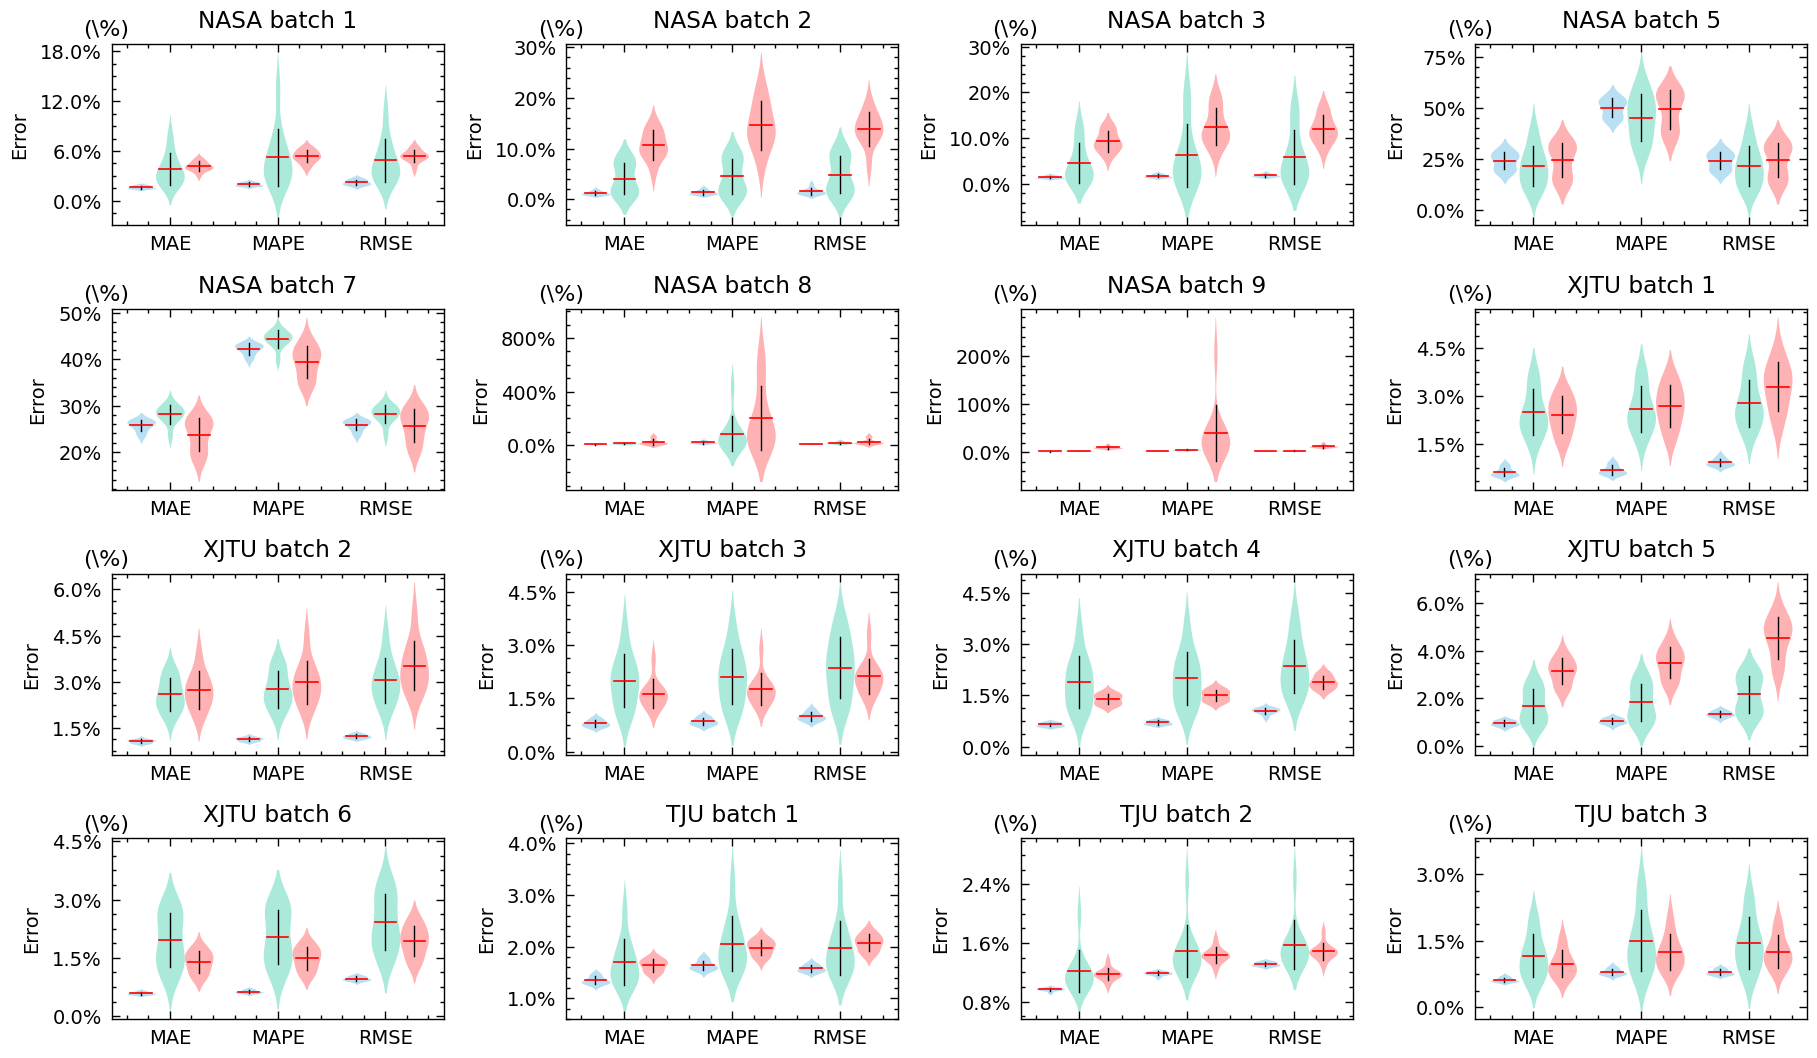 NASA batch 1
(\%)
18.0%
12.0%
6.0%
0.0%
Error
MAE MAPE RMSE
NASA batch 2
(\%)
30%
20%
10.0%
0.0%
Error
MAE MAPE RMSE
NASA batch 3
(\%)
30%
20%
10.0%
0.0%
Error
MAE MAPE RMSE
NASA batch 5
(\%)
75%
50%
25%
0.0%
Error
MAE MAPE RMSE
NASA batch 7
(\%)
50%
40%
30%
20%
Error
MAE MAPE RMSE
NASA batch 8
(\%)
800%
400%
0.0%
Error
MAE MAPE RMSE
NASA batch 9
(\%)
200%
100%
0.0%
Error
MAE MAPE RMSE
XJTU batch 1
(\%)
4.5%
3.0%
1.5%
Error
MAE MAPE RMSE
XJTU batch 2
(\%)
6.0%
4.5%
3.0%
1.5%
Error
MAE MAPE RMSE
XJTU batch 3
(\%)
4.5%
3.0%
1.5%
0.0%
Error
MAE MAPE RMSE
XJTU batch 4
(\%)
4.5%
3.0%
1.5%
0.0%
Error
MAE MAPE RMSE
XJTU batch 5
(\%)
6.0%
4.0%
2.0%
0.0%
Error
MAE MAPE RMSE
XJTU batch 6
(\%)
4.5%
3.0%
1.5%
0.0%
Error
MAE MAPE RMSE
TJU batch 1
(\%)
4.0%
3.0%
2.0%
1.0%
Error
MAE MAPE RMSE
TJU batch 2
(\%)
2.4%
1.6%
0.8%
Error
MAE MAPE RMSE
TJU batch 3
(\%)
3.0%
1.5%
0.0%
Error
MAE MAPE RMSE